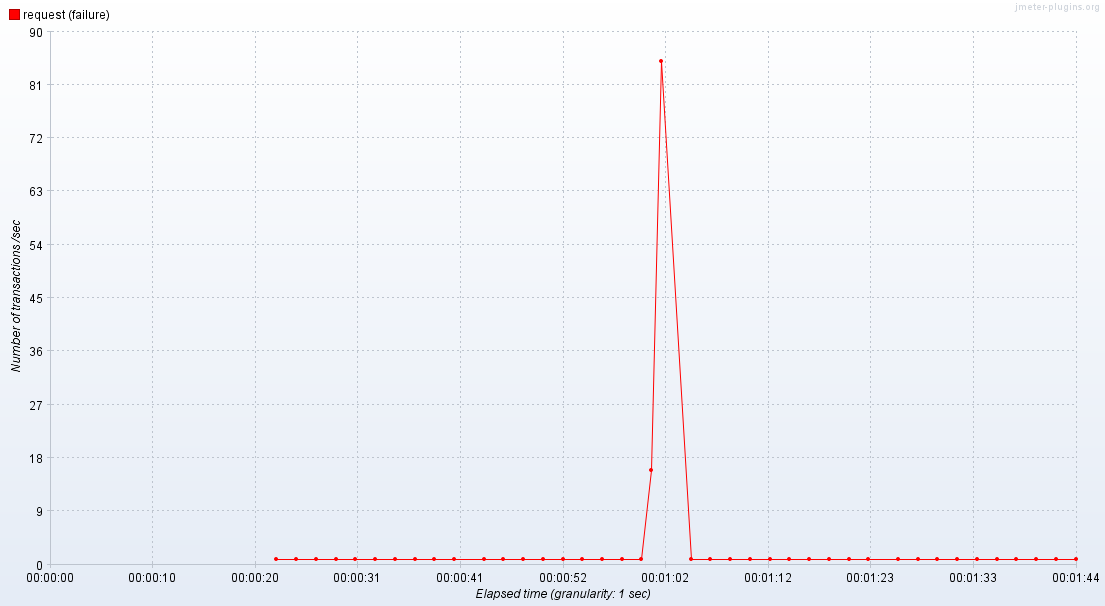 jmeter-plugins.org
request (failure)
90
81
72
63
54
45
36
27
18
9
0
Number of transactions /sec
00:00:00 00:00:10 00:00:20 00:00:31 00:00:41 00:00:52 00:01:02 00:01:12 00:01:23 00:01:33 00:01:44
Elapsed time (granularity: 1 sec)